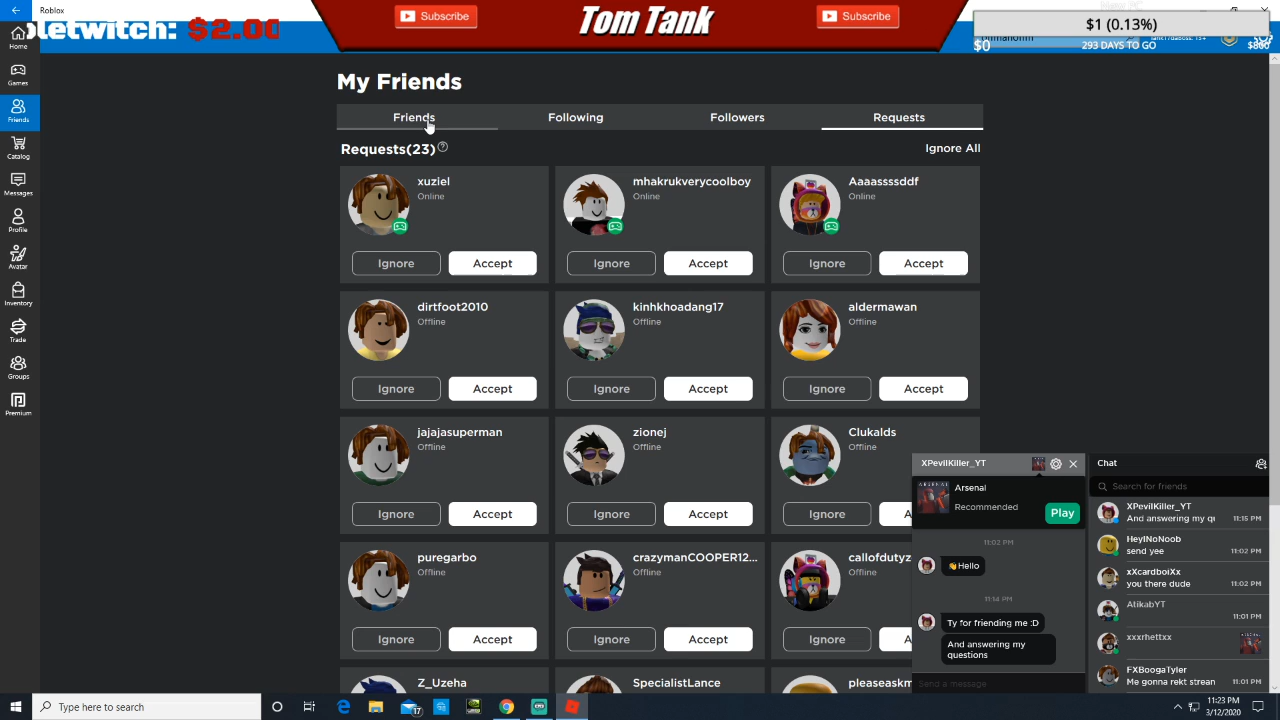 Roblox
Subscribe
Tom Tank
Subscribe
New PC
$1 (0.13%)
$0
293 DAYS TO GO
$800
letwitch: $2.00
Home
Games
Friends
Catalog
Messages
Profile
Avatar
Inventory
Trade
Groups
Premium
My Friends
Friends
Following
Followers
Requests
Requests(23)
Ignore All
xuziel
Online
Ignore
Accept
mhakrukverycoolboy
Online
Ignore
Accept
Aaaassssddf
Online
Ignore
Accept
dirtfoot2010
Offline
Ignore
Accept
kinhkhoadang17
Offline
Ignore
Accept
aldermawan
Offline
Ignore
Accept
jajajasuperman
Offline
Ignore
Accept
zionej
Offline
Ignore
Accept
Clukalds
Offline
Ignore
puregarbo
Offline
Ignore
Accept
crazymanCOOPER12...
Offline
Ignore
Accept
callofdutyz
Offline
Ignore
A
Z_Uzeha
SpecialistLance
pleaseaskm
XPevilKiller_YT
ARSENAL
Arsenal
Recommended
Play
11:02 PM
👋Hello
11:14 PM
Ty for friending me :D
And answering my
questions
Send a message
Chat
Search for friends
XPevilKiller_YT
And answering my qu
11:15 PM
HeyINoNoob
send yee
11:02 PM
xXcardboiXx
you there dude
11:02 PM
AtikabYT
11:01 PM
xxxrhettxx
FXBoogaTyler
Me gonna rekt strean
11:01 PM
Type here to search
17
11:23 PM
3/12/2020